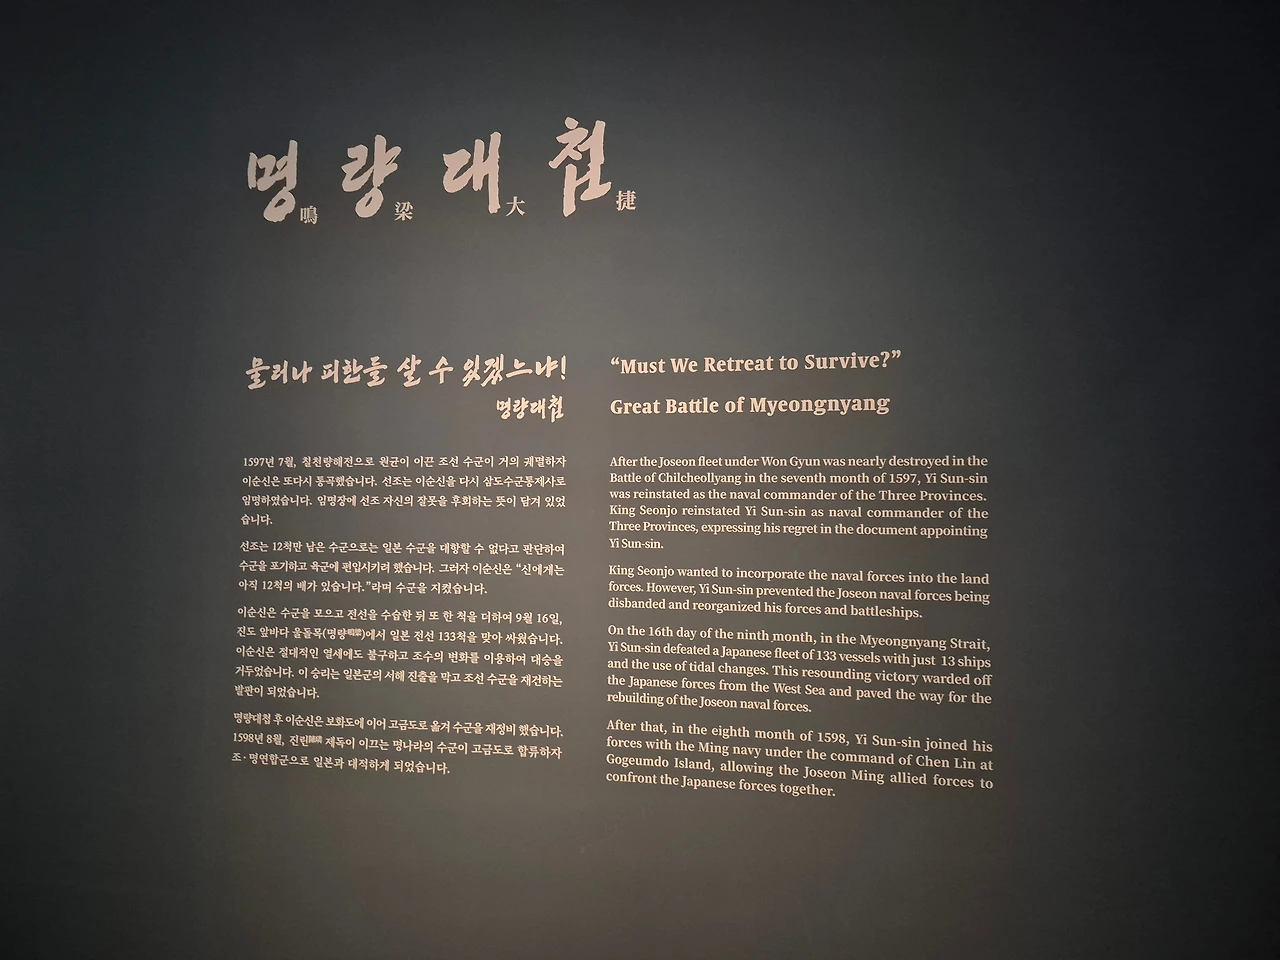 명량대첩
鳴梁大捷
물러나 피한들 살 수 있겠느냐!
명량대첩
1597년 7월, 칠천량해전으로 원균이 이끈 조선 수군이 거의 궤멸하자
이순신은 또다시 통곡했습니다. 선조는 이순신을 다시 삼도수군통제사로
임명하였습니다. 임명장에 선조 자신의 잘못을 후회하는 뜻이 담겨 있었
습니다.
선조는 12척만 남은 수군으로는 일본 수군을 대항할 수 없다고 판단하여
수군을 포기하고 육군에 편입시키려 했습니다. 그러자 이순신은 “신에게는
아직 12척의 배가 있습니다.”라며 수군을 지켰습니다.
이순신은 수군을 모으고 전선을 수습한 뒤 또 한 척을 더하여 9월 16일,
진도 앞바다 울돌목(명량鳴梁)에서 일본 전선 133척을 맞아 싸웠습니다.
이순신은 절대적인 열세에도 불구하고 조수의 변화를 이용하여 대승을
거두었습니다. 이 승리는 일본군의 서해 진출을 막고 조선 수군을 재건하는
발판이 되었습니다.
명량대첩 후 이순신은 보화도에 이어 고금도로 옮겨 수군을 재정비 했습니다.
1598년 8월, 진린 제독이 이끄는 명나라의 수군이 고금도로 합류하자
조·명연합군으로 일본과 대적하게 되었습니다.
“Must We Retreat to Survive?”
Great Battle of Myeongnyang
After the Joseon fleet under Won Gyun was nearly destroyed in the
Battle of Chilcheollyang in the seventh month of 1597, Yi Sun-sin
was reinstated as the naval commander of the Three Provinces.
King Seonjo reinstated Yi Sun-sin as naval commander of the
Three Provinces, expressing his regret in the document appointing
Yi Sun-sin.
King Seonjo wanted to incorporate the naval forces into the land
forces. However, Yi Sun-sin prevented the Joseon naval forces being
disbanded and reorganized his forces and battleships.
On the 16th day of the ninth month, in the Myeongnyang Strait,
Yi Sun-sin defeated a Japanese fleet of 133 vessels with just 13 ships
and the use of tidal changes. This resounding victory warded off
the Japanese forces from the West Sea and paved the way for the
rebuilding of the Joseon naval forces.
After that, in the eighth month of 1598, Yi Sun-sin joined his
forces with the Ming navy under the command of Chen Lin at
Gogeumdo Island, allowing the Joseon Ming allied forces to
confront the Japanese forces together.